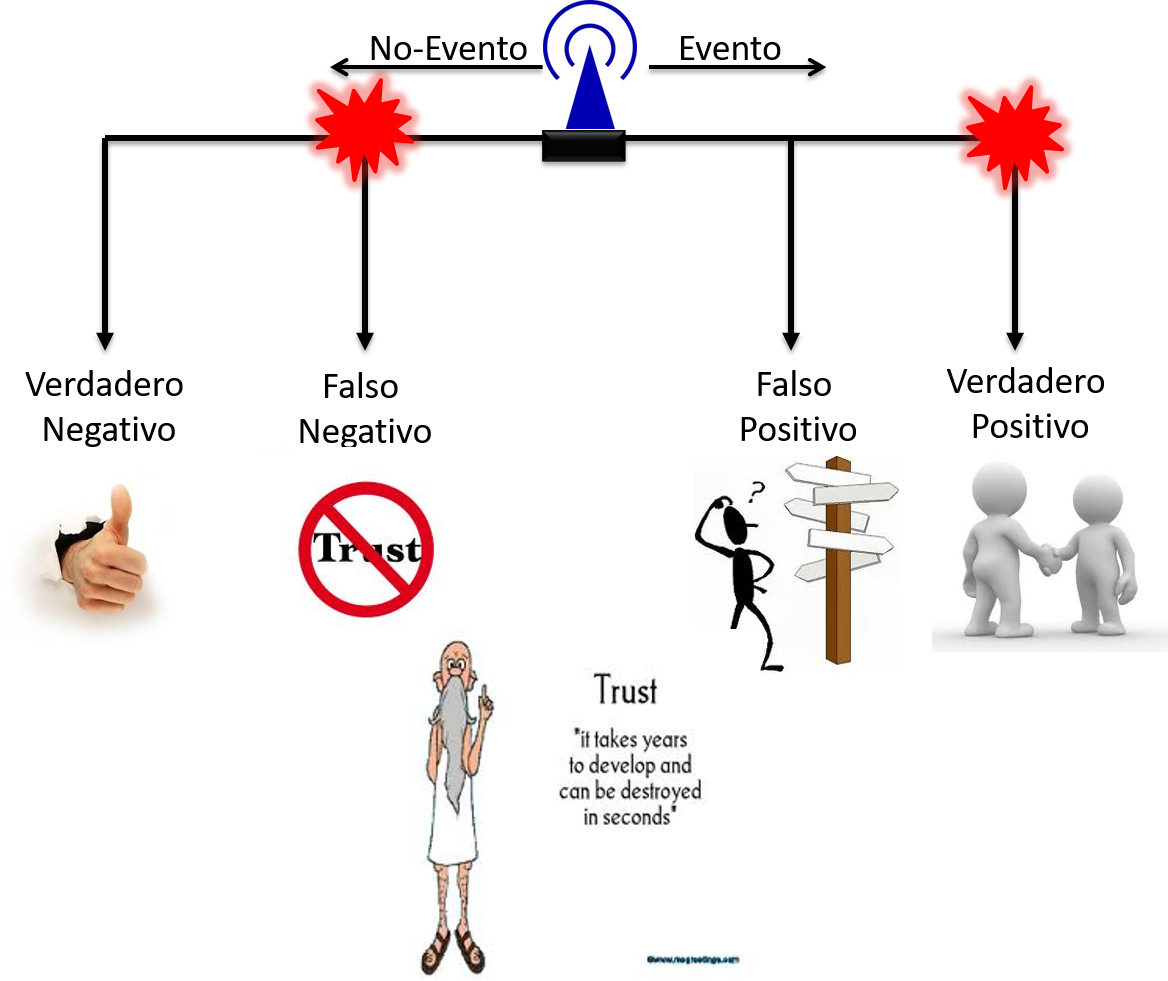 No-Evento
Evento
Verdadero
Negativo
Falso
Negativo
Falso
Positivo
Verdadero
Positivo
Trust
?
Trust
"it takes years
to develop and
can be destroyed
in seconds"